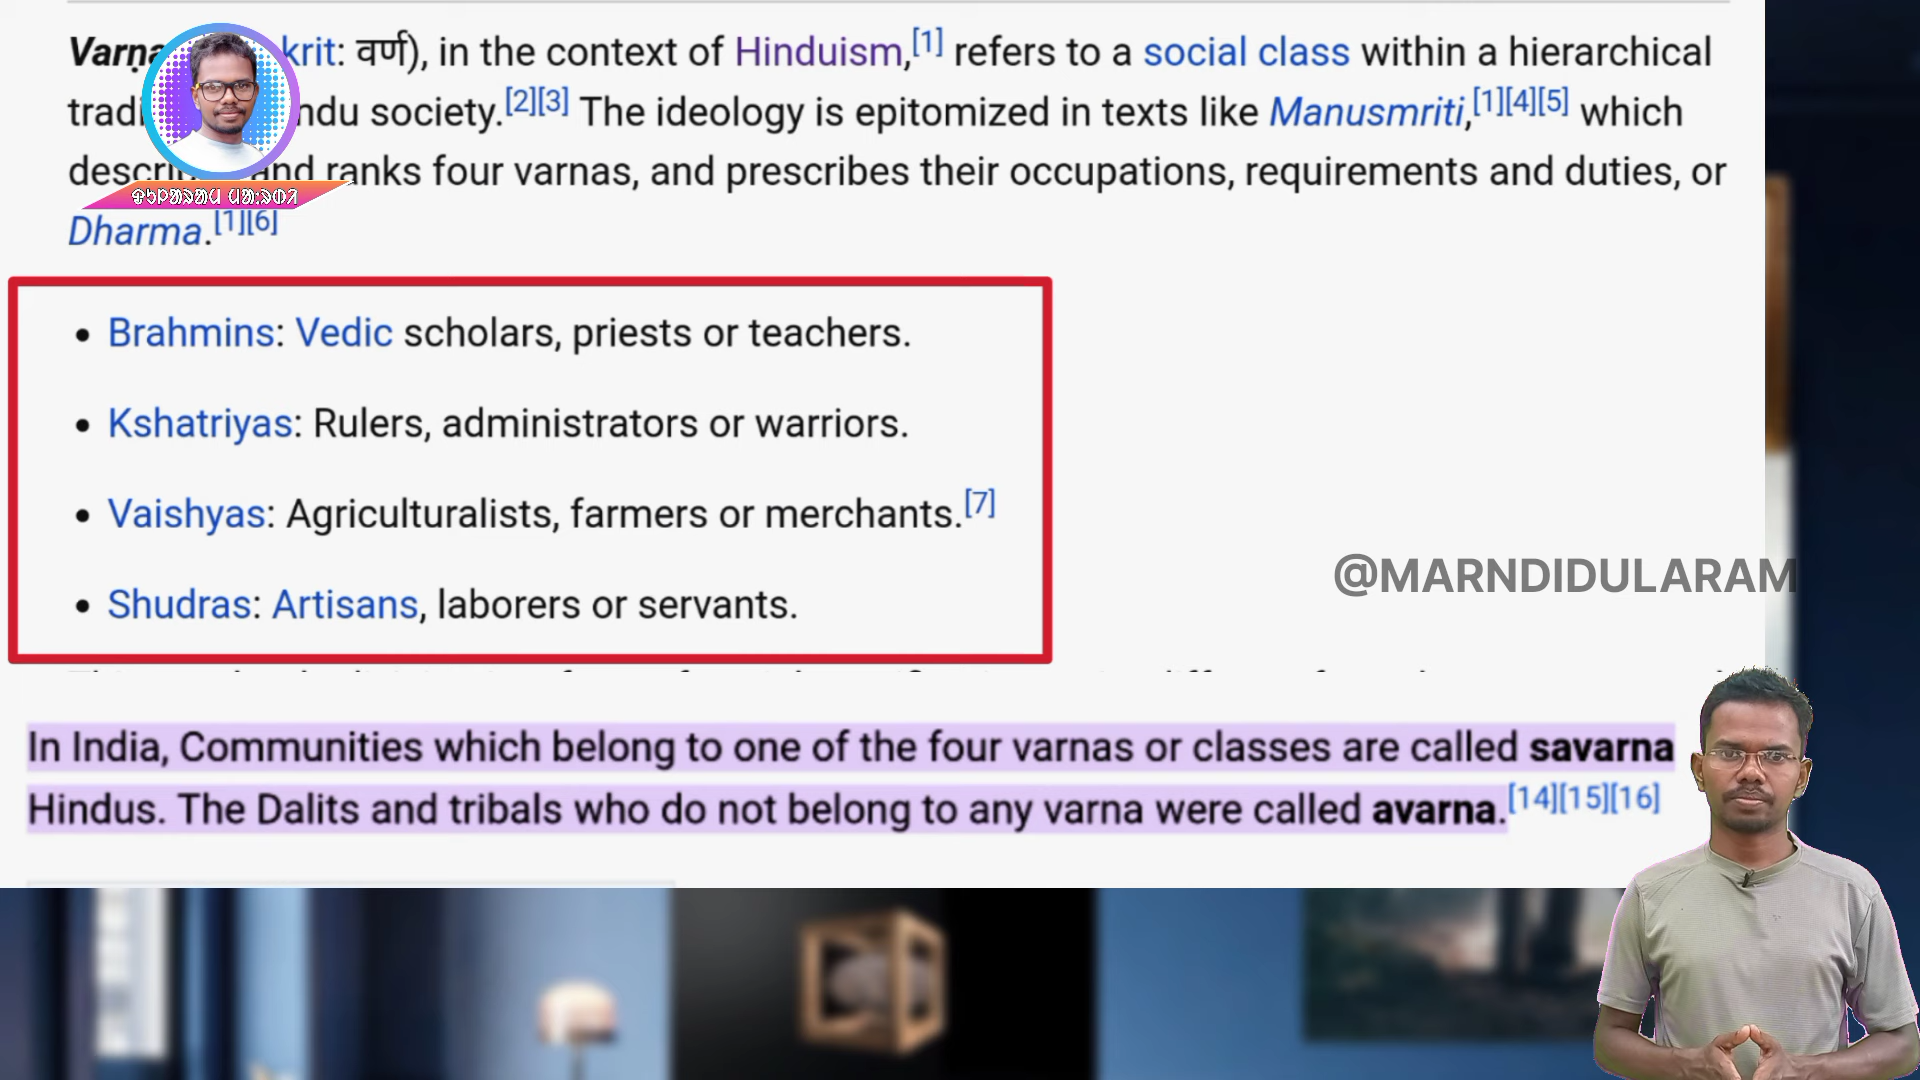 Varṇa krit: वर्ण), in the context of Hinduism,[1] refers to a social class within a hierarchical
tradi ndu society.[2][3] The ideology is epitomized in texts like Manusmriti,[1][4][5] which
descri and ranks four varnas, and prescribes their occupations, requirements and duties, or
Dharma.[1][6]
• Brahmins: Vedic scholars, priests or teachers.
• Kshatriyas: Rulers, administrators or warriors.
• Vaishyas: Agriculturalists, farmers or merchants.[7]
• Shudras: Artisans, laborers or servants.
@MARNDIDULARAM
In India, Communities which belong to one of the four varnas or classes are called savarna
Hindus. The Dalits and tribals who do not belong to any varna were called avarna.[14][15][16]